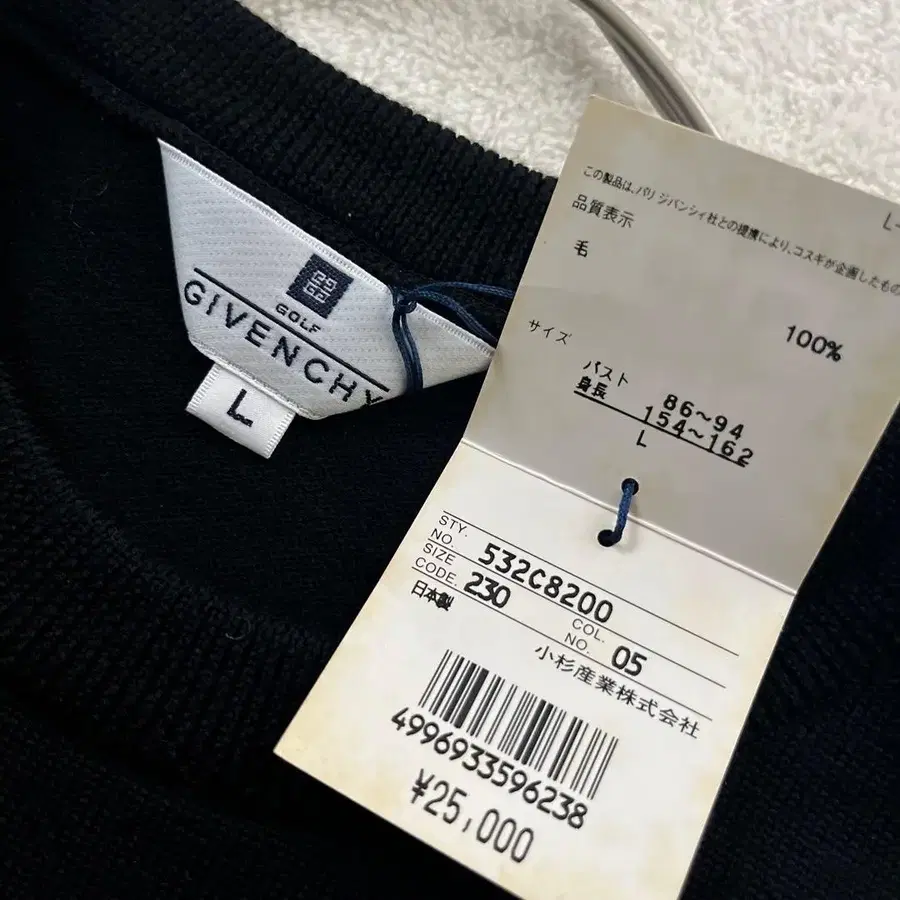 GOLF
GIVENCHY
L
L-
この製品は、パリ ジバンシィ社との提携により、コスギが企画したもの
品質表示
毛
100%
サイズ
バスト 86~94
身長 154~162
L
STY. NO. 532C8200
SIZE CODE. 230 COL. NO. 05
日本製
小杉産業株式会社
4996933596238
¥25,000